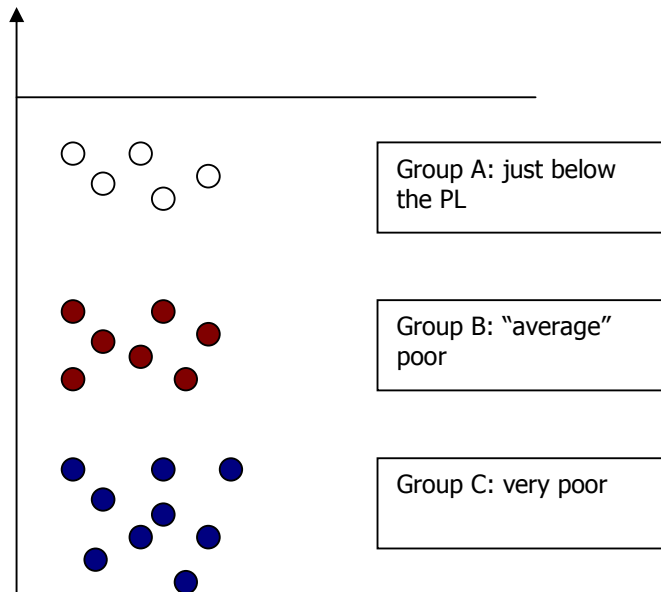 Group A: just below
the PL
Group B: “average”
poor
Group C: very poor